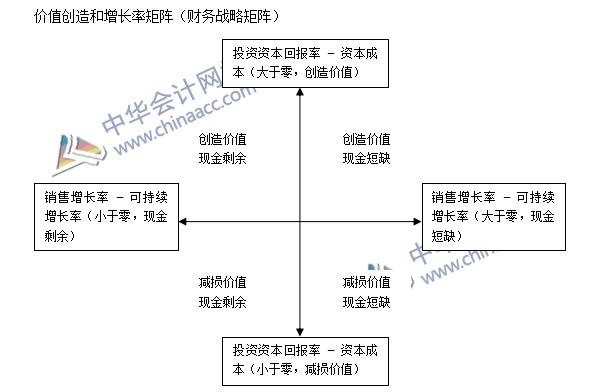 价值创造和增长率矩阵（财务战略矩阵）
投资资本回报率 – 资本成
本（大于零，创造价值）
中华会计网校
www.chinaacc.com
创造价值
现金剩余
创造价值
现金短缺
销售增长率 – 可持续
增长率（小于零，现金
剩余）
销售增长率 – 可持续
增长率（大于零，现金
短缺）
减损价值
现金剩余
减损价值
现金短缺
中华
www.chin
投资资本回报率 – 资本成
本（小于零，减损价值）